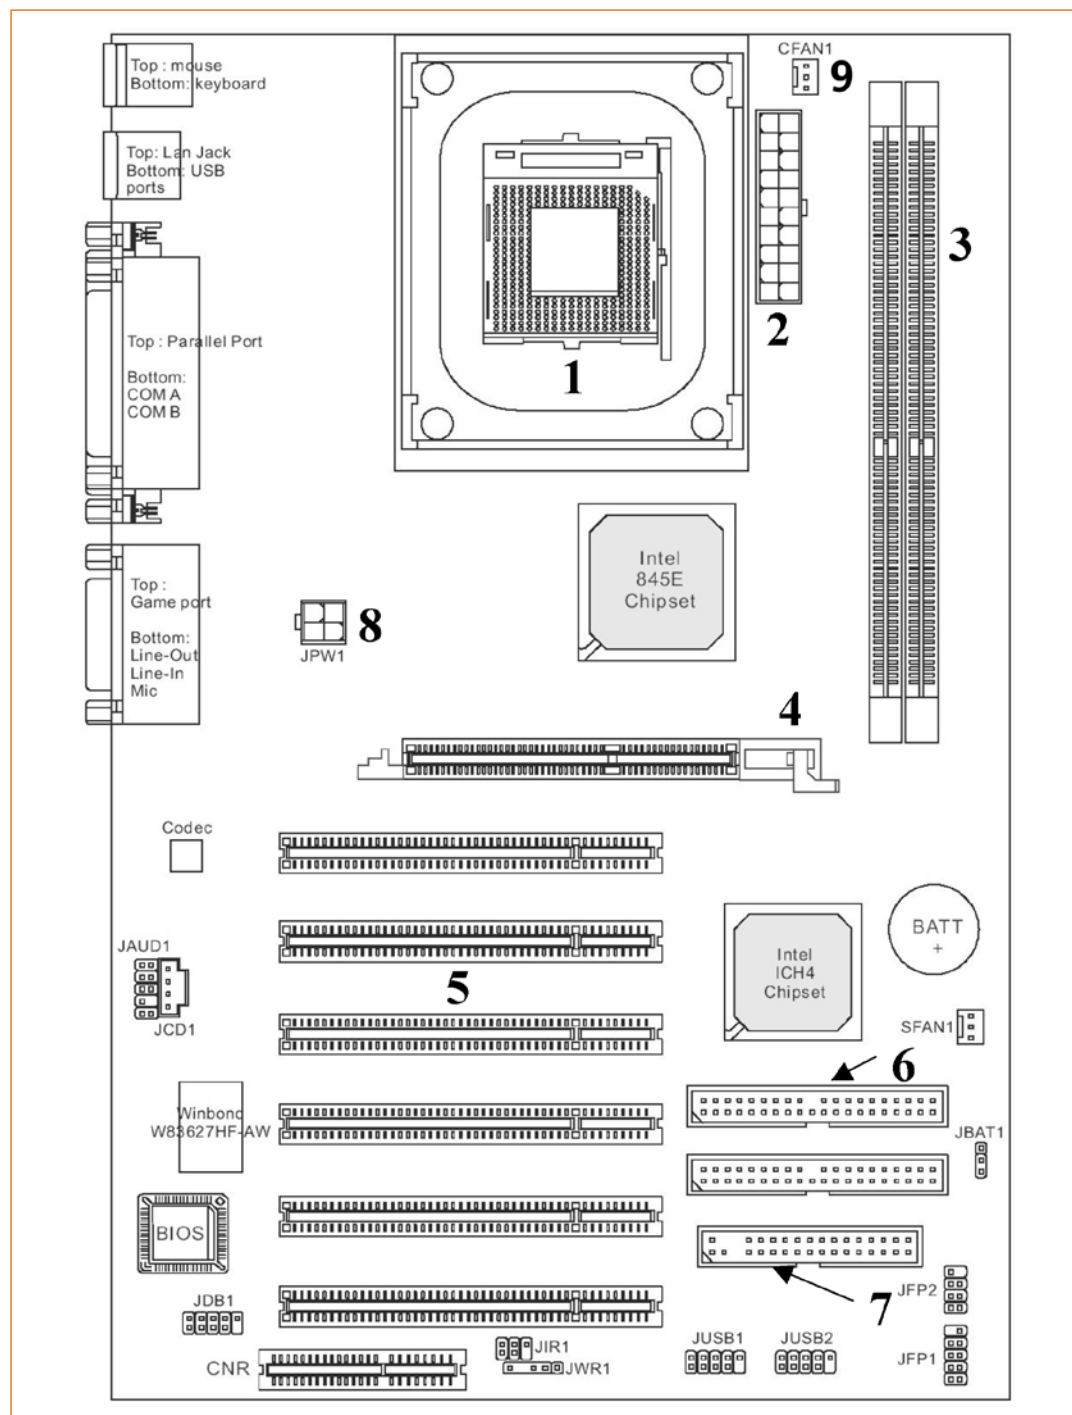 CFAN1
9
Top : mouse
Bottom: keyboard
Top: Lan Jack
Bottom: USB
ports
3
2
Top : Parallel Port
Bottom:
COM A
COM B
1
Intel
845E
Chipset
Top :
Game port
Bottom:
Line-Out
Line-In
Mic
8
JPW1
4
Codec
BATT
+
JAUD1
5
Intel
ICH4
Chipset
JCD1
SFAN1
6
Winbond
W83627HF-AW
JBAT1
BIOS
7
JFP2
JDB1
JIR1
JUSB1
JUSB2
JFP1
CNR
JWR1